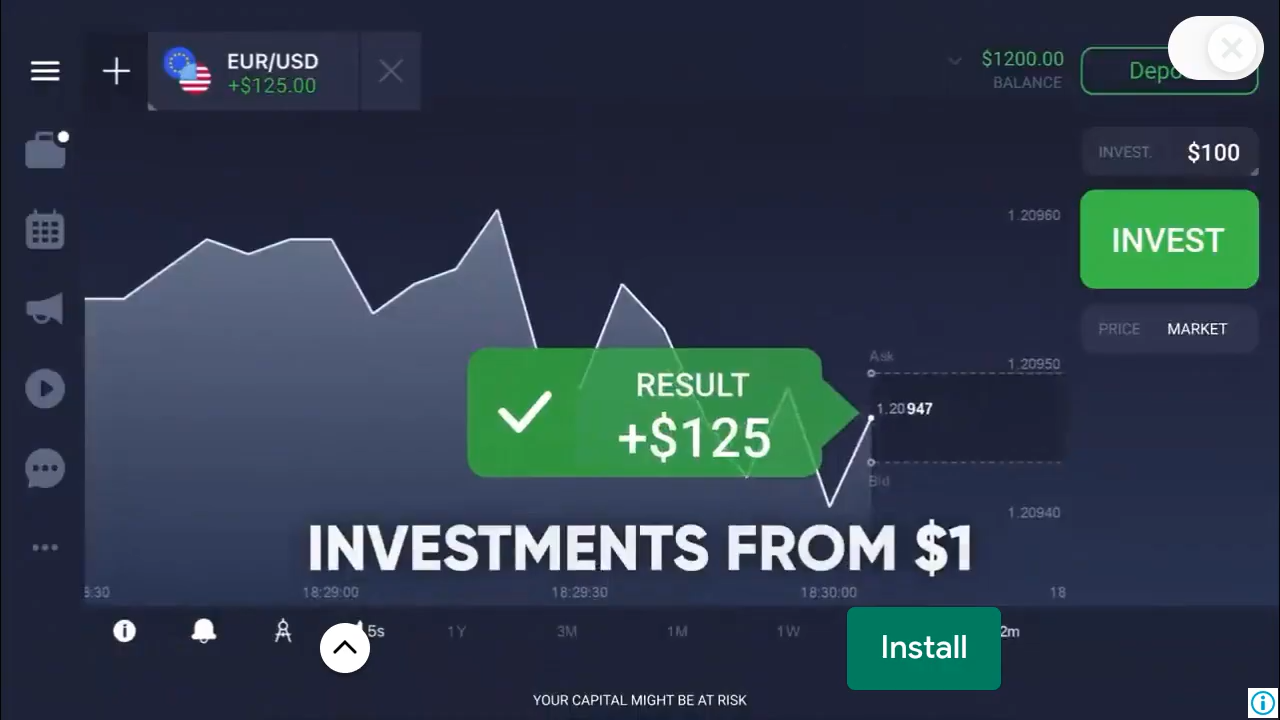 EUR/USD
+$125.00
$1200.00
BALANCE
INVEST.
$100
1.20960
INVEST
PRICE
MARKET
Ask
1.20950
RESULT
+$125
1.20947
Bid
1.20940
INVESTMENTS FROM $1
18:29:00
18:29:30
18:30:00
18
5s
1Y
3M
1M
1W
Install
2m
YOUR CAPITAL MIGHT BE AT RISK